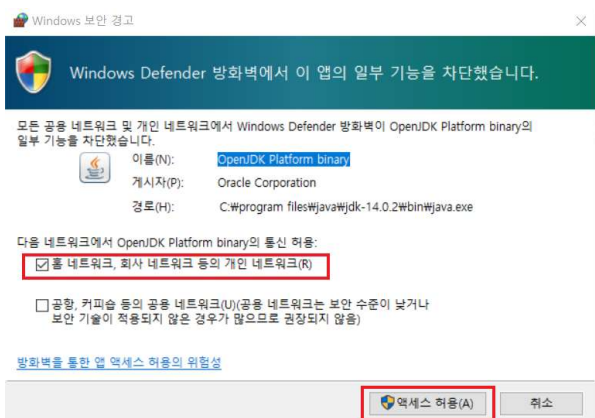 Windows 보안 경고
Windows Defender 방화벽에서 이 앱의 일부 기능을 차단했습니다.
모든 공용 네트워크 및 개인 네트워크에서 Windows Defender 방화벽이 OpenJDK Platform binary의
일부 기능을 차단했습니다.
이름(N): OpenJDK Platform binary
게시자(P): Oracle Corporation
경로(H): C:₩program files₩java₩jdk-14.0.2₩bin₩java.exe
다음 네트워크에서 OpenJDK Platform binary의 통신 허용:
홈 네트워크, 회사 네트워크 등의 개인 네트워크(R)
공항, 커피숍 등의 공용 네트워크(U)(공용 네트워크는 보안 수준이 낮거나
보안 기술이 적용되지 않은 경우가 많으므로 권장되지 않음)
방화벽을 통한 앱 액세스 허용의 위험성
액세스 허용(A) 취소